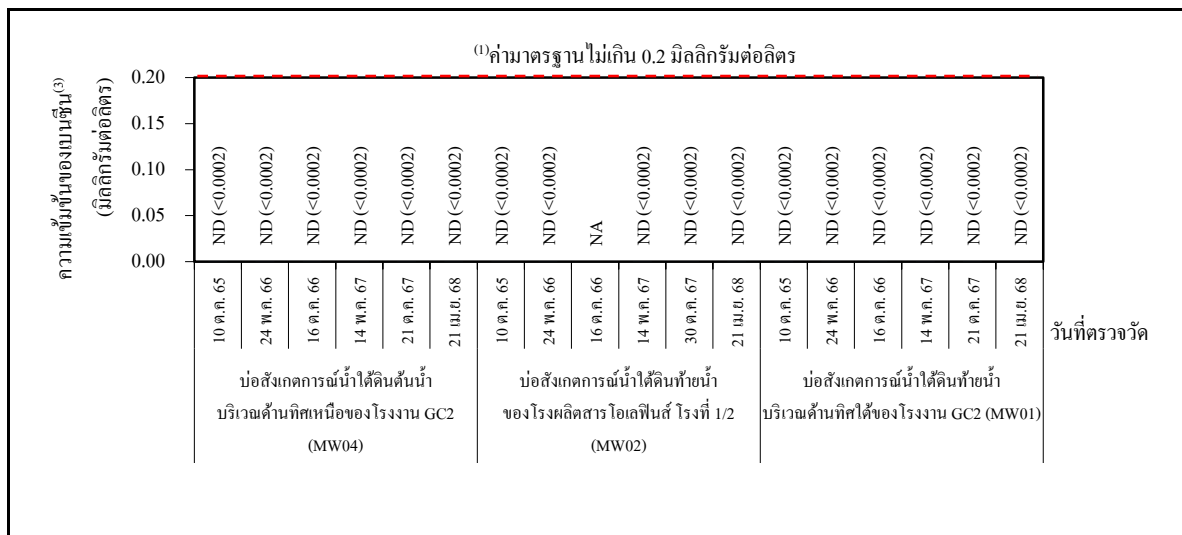 ⁽¹⁾ค่ามาตรฐานไม่เกิน 0.2 มิลลิกรัมต่อลิตร
ความเข้มข้นของเบนซีน⁽³⁾
(มิลลิกรัมต่อลิตร)
0.20
0.15
0.10
0.05
0.00
ND (<0.0002)
ND (<0.0002)
ND (<0.0002)
ND (<0.0002)
ND (<0.0002)
ND (<0.0002)
ND (<0.0002)
ND (<0.0002)
NA
ND (<0.0002)
ND (<0.0002)
ND (<0.0002)
ND (<0.0002)
ND (<0.0002)
ND (<0.0002)
ND (<0.0002)
ND (<0.0002)
ND (<0.0002)
10 ต.ค. 65
24 พ.ค. 66
16 ต.ค. 66
14 พ.ค. 67
21 ต.ค. 67
21 เม.ย. 68
10 ต.ค. 65
24 พ.ค. 66
16 ต.ค. 66
14 พ.ค. 67
30 ต.ค. 67
21 เม.ย. 68
10 ต.ค. 65
24 พ.ค. 66
16 ต.ค. 66
14 พ.ค. 67
21 ต.ค. 67
21 เม.ย. 68
วันที่ตรวจวัด
บ่อสังเกตการณ์น้ำใต้ดินต้นน้ำ
บริเวณด้านทิศเหนือของโรงงาน GC2
(MW04)
บ่อสังเกตการณ์น้ำใต้ดินท้ายน้ำ
ของโรงผลิตสารโอเลฟินส์ โรงที่ 1/2
(MW02)
บ่อสังเกตการณ์น้ำใต้ดินท้ายน้ำ
บริเวณด้านทิศใต้ของโรงงาน GC2 (MW01)